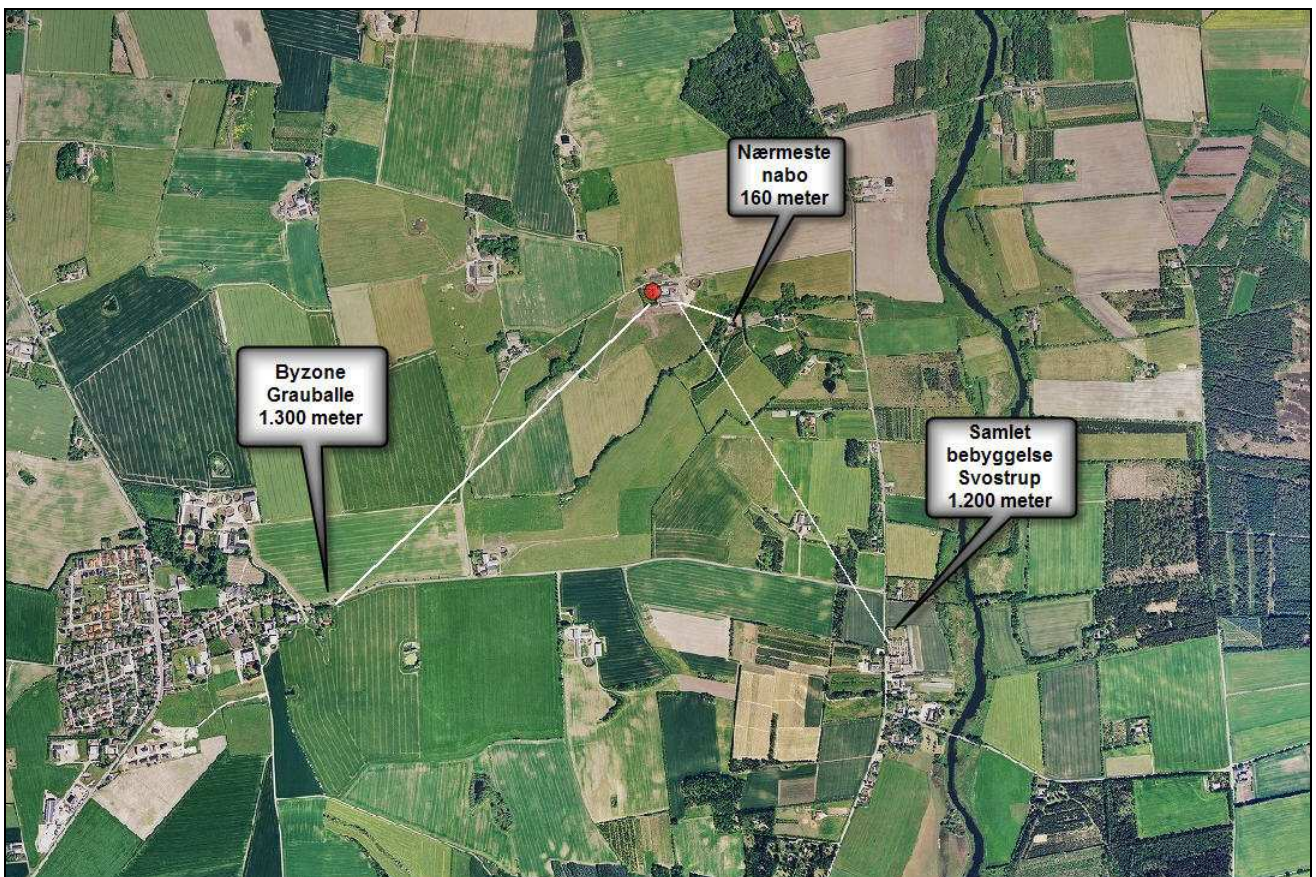 Nærmeste
nabo
160 meter
Byzone
Grauballe
1.300 meter
Samlet
bebyggelse
Svostrup
1.200 meter